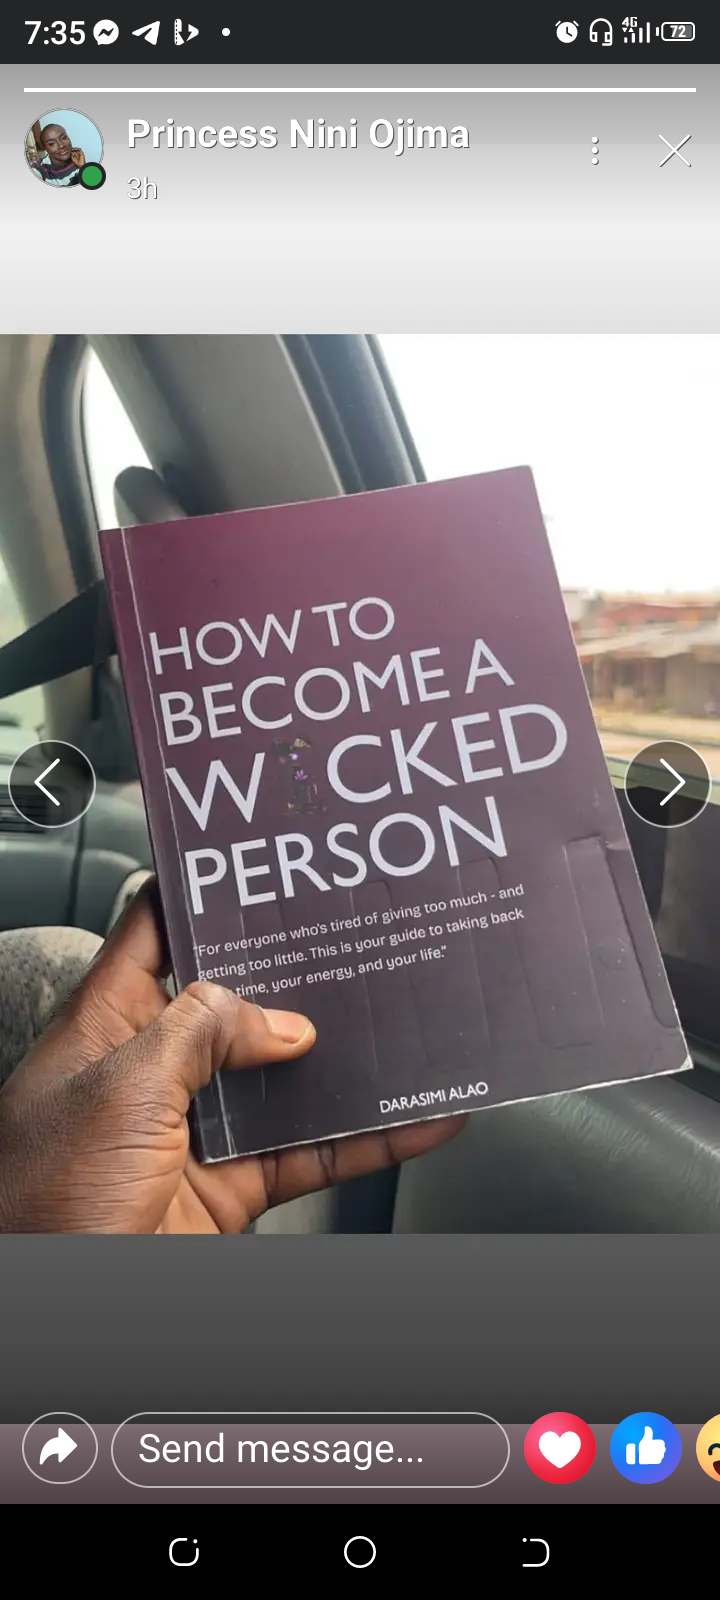 7:35
4G
72
Princess Nini Ojima
3h
HOW TO
BECOME A
W CKED
PERSON
"For everyone who's tired of giving too much - and
getting too little. This is your guide to taking back
time, your energy, and your life."
DARASIMI ALAO
Send message...